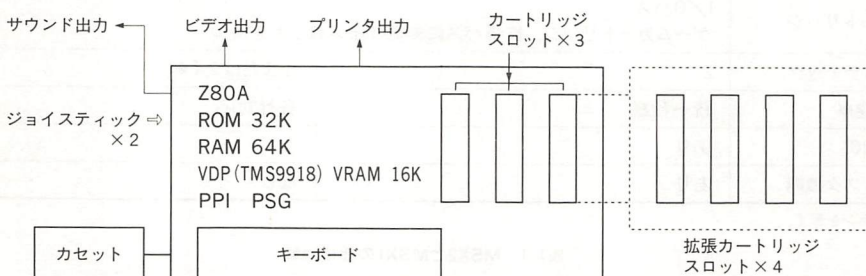 サウンド出力
ビデオ出力
プリンタ出力
カートリッジ
スロット×3
Z80A
ROM 32K
RAM 64K
VDP(TMS9918) VRAM 16K
PPI PSG
ジョイスティック
×2
カセット
キーボード
拡張カートリッジ
スロット×4